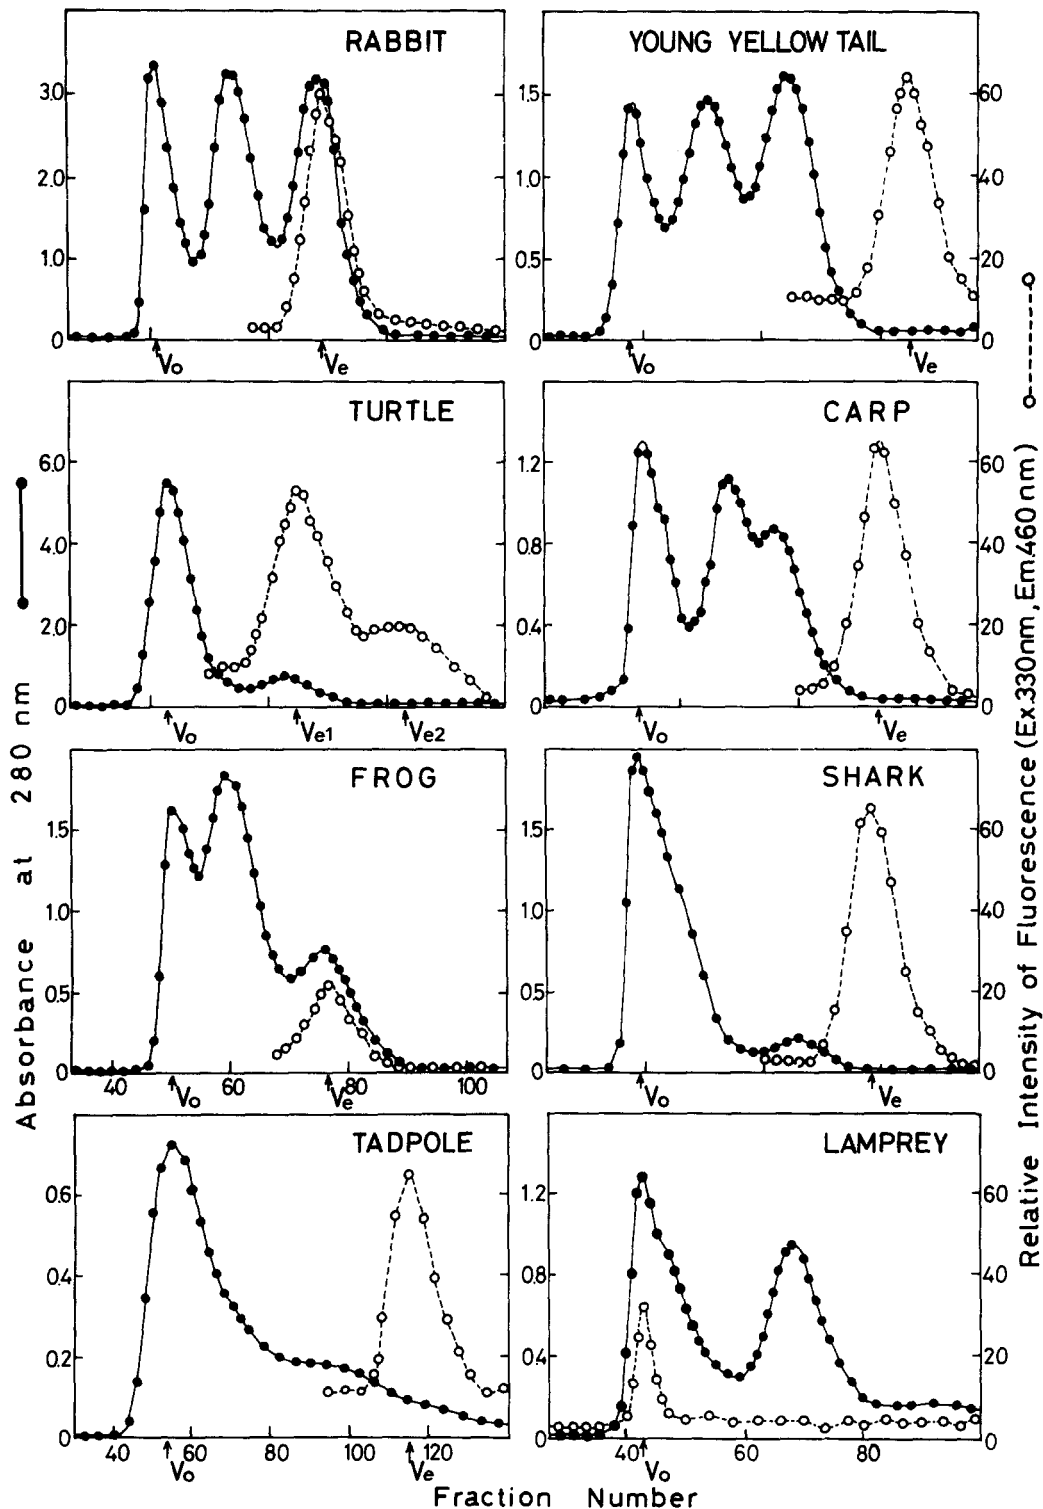 RABBIT
3.0
2.0
1.0
0
Vo
Ve
YOUNG YELLOW TAIL
1.5
1.0
0.5
0
60
40
20
0
Vo
Ve
TURTLE
6.0
4.0
2.0
0
Vo
Ve1
Ve2
CARP
1.2
0.8
0.4
0
60
40
20
0
Vo
Ve
FROG
1.5
1.0
0.5
0
40
60
80
100
Vo
Ve
SHARK
1.5
1.0
0.5
0
60
40
20
0
Vo
Ve
TADPOLE
0.6
0.4
0.2
0
40
60
80
100
120
Vo
Ve
LAMPREY
1.2
0.8
0.4
0
60
40
20
0
40
60
80
Vo
Absorbance at 280 nm
Relative Intensity of Fluorescence (Ex.330nm, Em.460nm)
Fraction Number